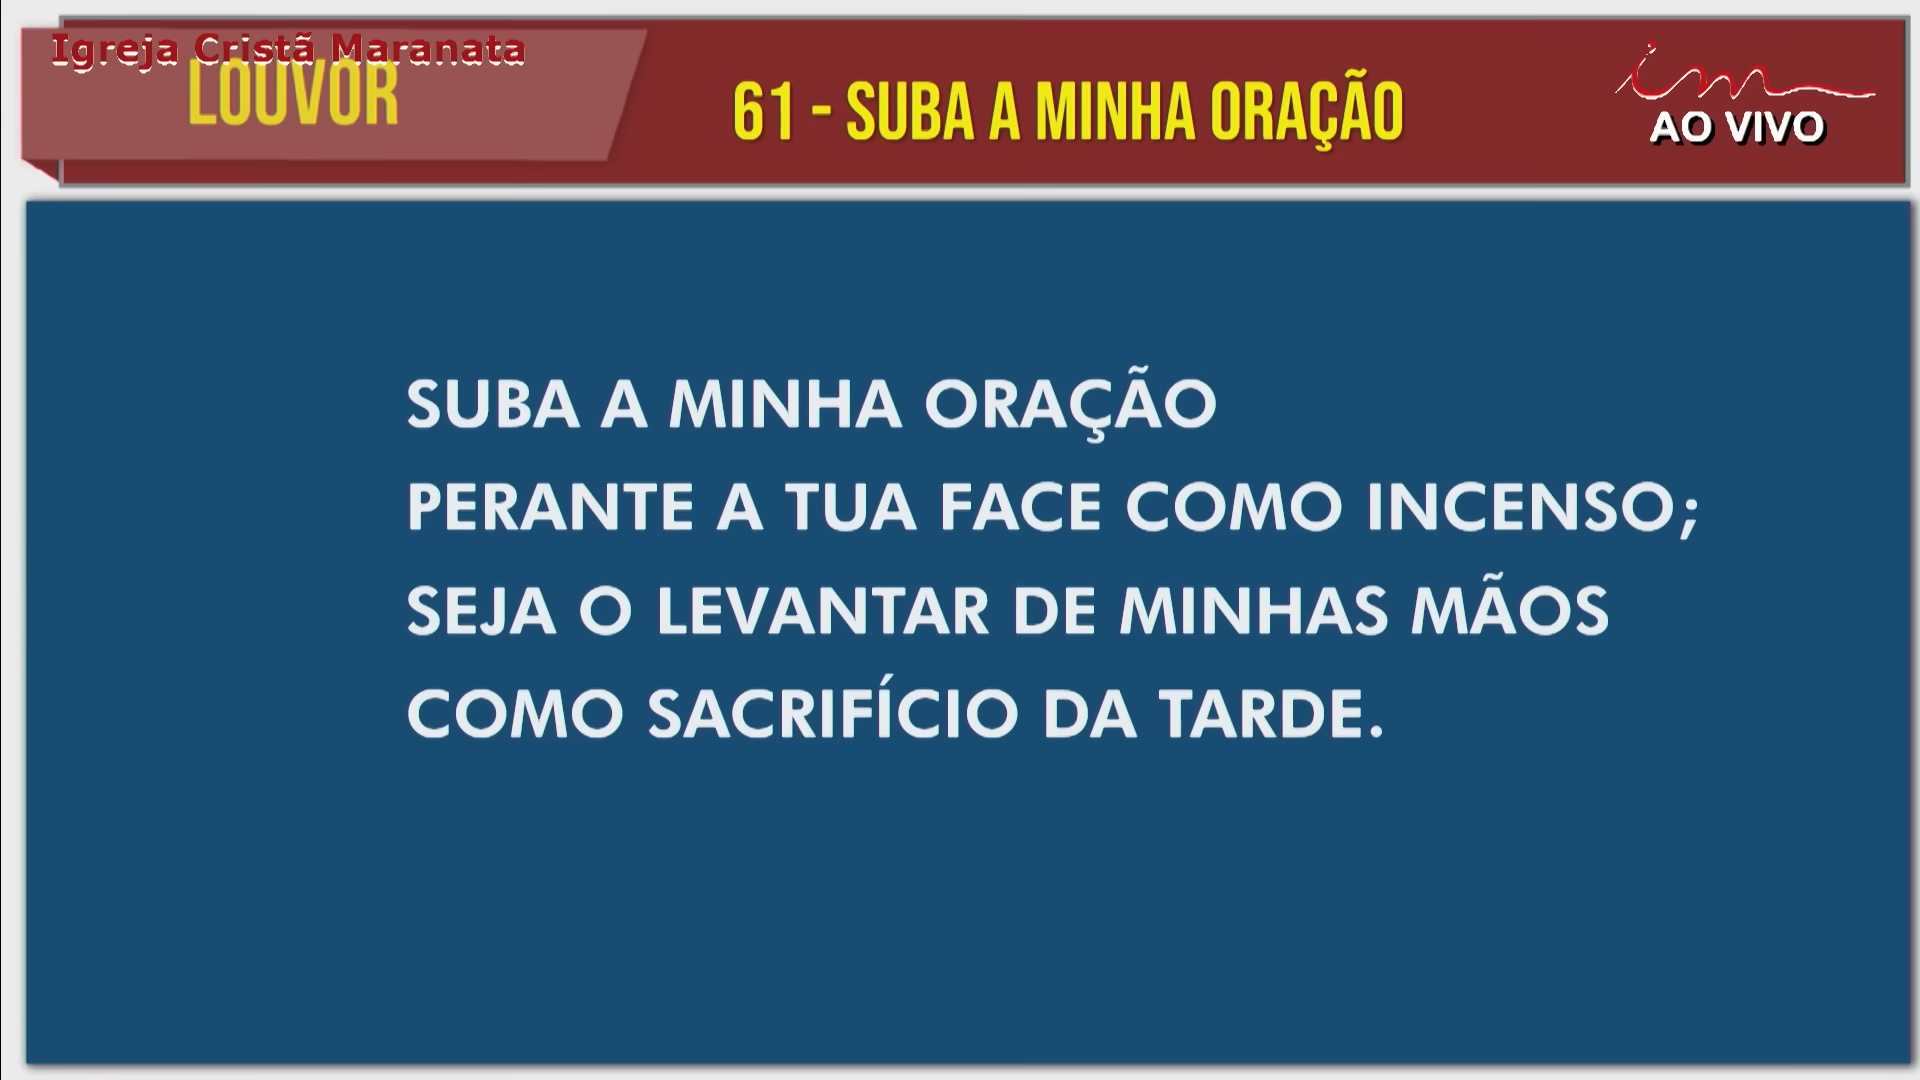 Igreja Cristã Maranata
LOUVOR
61 - SUBA A MINHA ORAÇÃO
im
AO VIVO
SUBA A MINHA ORAÇÃO
PERANTE A TUA FACE COMO INCENSO;
SEJA O LEVANTAR DE MINHAS MÃOS
COMO SACRIFÍCIO DA TARDE.